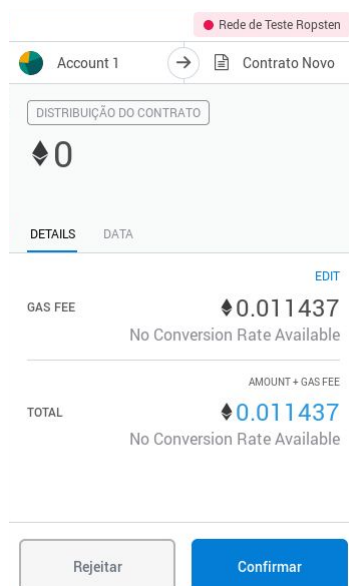 Rede de Teste Ropsten
Account 1
Contrato Novo
DISTRIBUIÇÃO DO CONTRATO
0
DETAILS DATA
EDIT
GAS FEE
0.011437
No Conversion Rate Available
AMOUNT + GAS FEE
TOTAL
0.011437
No Conversion Rate Available
Rejeitar
Confirmar